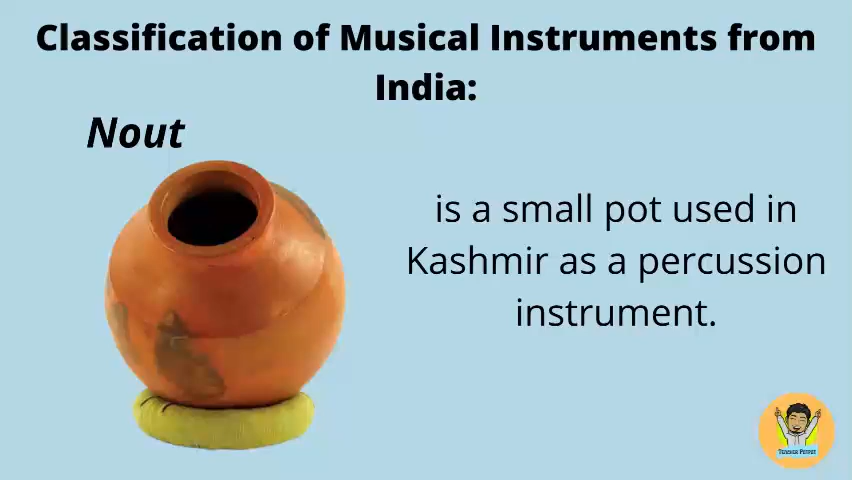 Classification of Musical Instruments from
India:
Nout
is a small pot used in
Kashmir as a percussion
instrument.